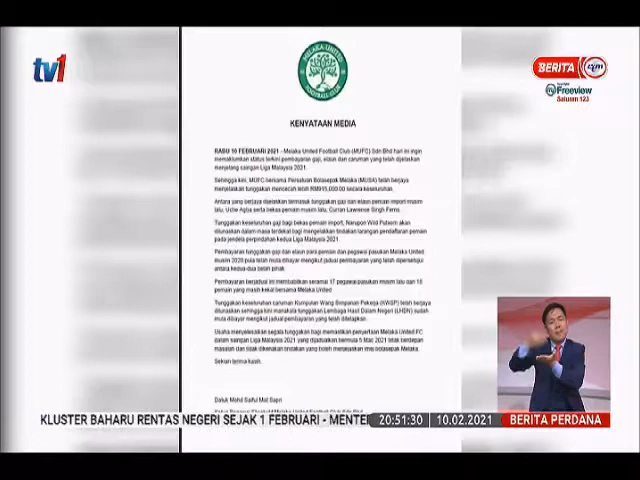 tv1
BERITA rtm
myFreeview
Saluran 123
MELAKA UNITED
FOOTBALL CLUB
KENYATAAN MEDIA
RABU 10 FEBRUARI 2021 - Melaka United Football Club (MUFC) Sdn Bhd hari ini ingin
memaklumkan status terkini pembayaran gaji, elaun dan caruman yang telah dijelaskan
menjelang saingan Liga Malaysia 2021.
Sehingga kini, MUFC bersama Persatuan Bolasepak Melaka (MUSA) telah berjaya
menjelaskan tunggakan mencecah lebih RM915,000.00 secara keseluruhan.
Antara yang berjaya dijelaskan termasuk tunggakan gaji dan elaun pemain import musim
lalu, Uche Agba serta bekas pemain musim lalu, Curran Lawrence Singh Ferns.
Tunggakan keseluruhan gaji bagi bekas pemain import, Narupon Wild Putsern akan
dilunaskan dalam masa terdekat bagi mengelakkan tindakan larangan pendaftaran pemain
pada jendela perpindahan kedua Liga Malaysia 2021.
Pembayaran tunggakan gaji dan elaun para pemain dan pegawai pasukan Melaka United
musim 2020 pula telah mula dibayar mengikut jadual pembayaran yang telah dipersetujui
antara kedua-dua belah pihak
Pembayaran berjadual ini membabitkan seramai 17 pegawai pasukan musim lalu dan 18
pemain yang masih kekal bersama Melaka United
Tunggakan keseluruhan caruman Kumpulan Wang Simpanan Pekerja (KWSP) telah berjaya
dilunaskan sehingga kini manakala tunggakan Lembaga Hasil Dalam Negeri (LHDN) sudah
mula dibayar mengikut jadual pembayaran yang telah ditetapkan.
Usaha menyelesaikan segala tunggakan bagi memastikan penyertaan Melaka United FC
dalam saingan Liga Malaysia 2021 yang dijadualkan bermula 5 Mac 2021 tidak berdepan
masalah dan tidak dikenakan tindakan yang boleh menjejaskan imej bolasepak Melaka.
Sekian terima kasih.
Datuk Mohd Saiful Mat Sapri
KLUSTER BAHARU RENTAS NEGERI SEJAK 1 FEBRUARI - MENTER 20:51:30 10.02.2021 BERITA PERDANA